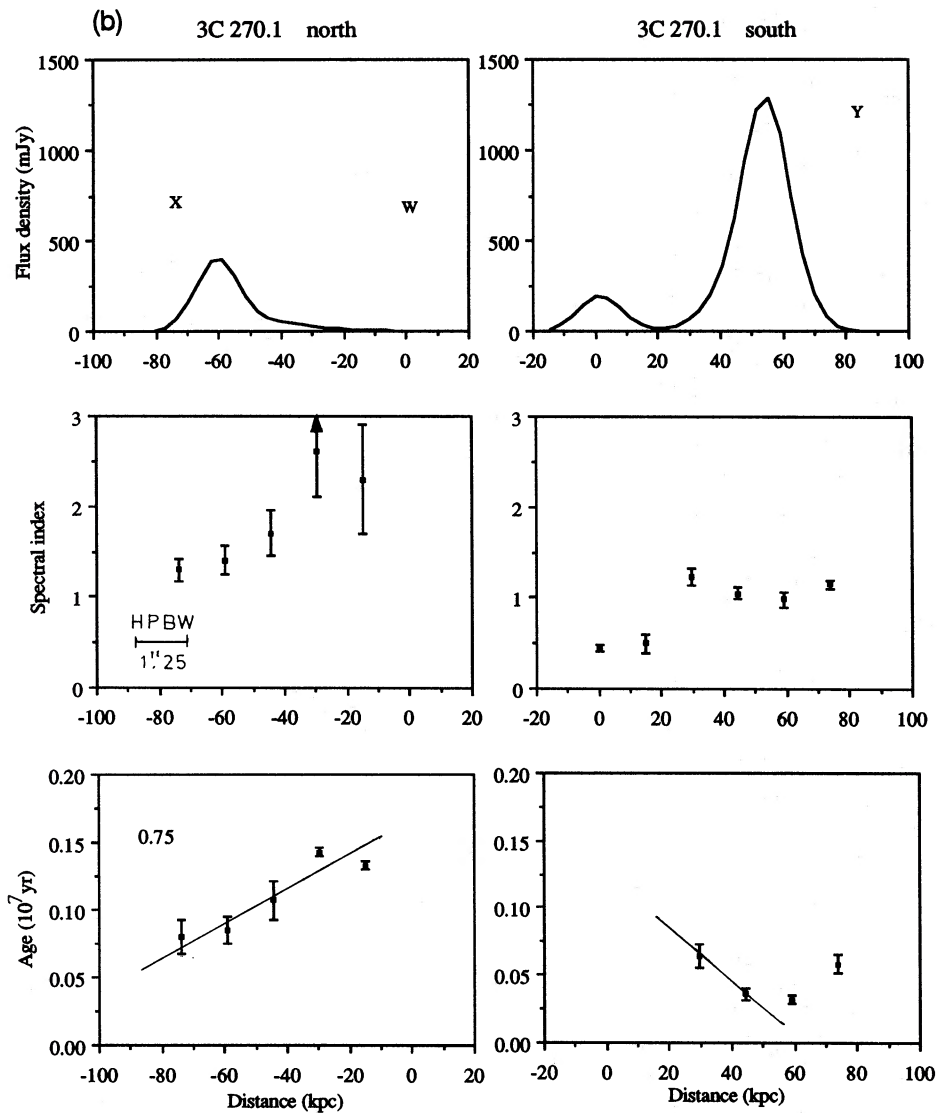 (b)
3C 270.1 north
3C 270.1 south
1500
1000
500
0
Flux density (mJy)
X
W
-100 -80 -60 -40 -20 0 20
1500
1000
500
0
Y
-20 0 20 40 60 80 100
3
2
1
0
Spectral index
HPBW
1".25
-100 -80 -60 -40 -20 0 20
3
2
1
0
-20 0 20 40 60 80 100
0.20
0.15
0.10
0.05
0.00
Age (10^7 yr)
0.75
-100 -80 -60 -40 -20 0 20
Distance (kpc)
0.20
0.15
0.10
0.05
0.00
-20 0 20 40 60 80 100
Distance (kpc)